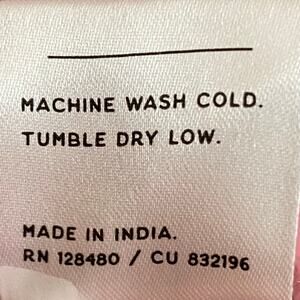 MACHINE WASH COLD.
TUMBLE DRY LOW.
MADE IN INDIA.
RN 128480 / CU 832196